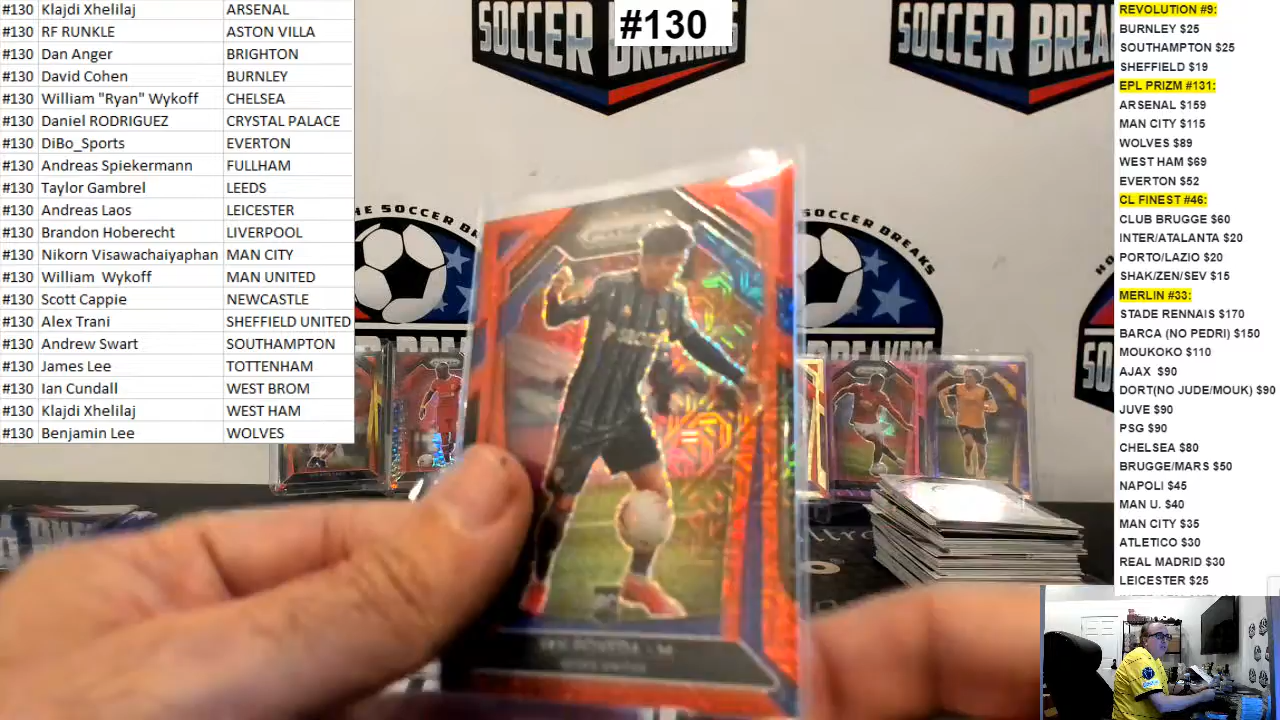 #130 Klajdi Xhelilaj ARSENAL
#130 RF RUNKLE ASTON VILLA
#130 Dan Anger BRIGHTON
#130 David Cohen BURNLEY
#130 William "Ryan" Wykoff CHELSEA
#130 Daniel RODRIGUEZ CRYSTAL PALACE
#130 DiBo_Sports EVERTON
#130 Andreas Spiekermann FULLHAM
#130 Taylor Gambrel LEEDS
#130 Andreas Laos LEICESTER
#130 Brandon Hoberecht LIVERPOOL
#130 Nikorn Visawachaiyaphan MAN CITY
#130 William Wykoff MAN UNITED
#130 Scott Cappie NEWCASTLE
#130 Alex Trani SHEFFIELD UNITED
#130 Andrew Swart SOUTHAMPTON
#130 James Lee TOTTENHAM
#130 Ian Cundall WEST BROM
#130 Klajdi Xhelilaj WEST HAM
#130 Benjamin Lee WOLVES
#130
SOCCER BREAKERS
SOCCER BREA
SOCCER BREAKS
REVOLUTION #9:
BURNLEY $25
SOUTHAMPTON $25
SHEFFIELD $19
EPL PRIZM #131:
ARSENAL $159
MAN CITY $115
WOLVES $89
WEST HAM $69
EVERTON $52
CL FINEST #46:
CLUB BRUGGE $60
INTER/ATALANTA $20
PORTO/LAZIO $20
SHAK/ZEN/SEV $15
MERLIN #33:
STADE RENNAIS $170
BARCA (NO PEDRI) $150
MOUKOKO $110
AJAX $90
DORT(NO JUDE/MOUK) $90
JUVE $90
PSG $90
CHELSEA $80
BRUGGE/MARS $50
NAPOLI $45
MAN U. $40
MAN CITY $35
ATLETICO $30
REAL MADRID $30
LEICESTER $25